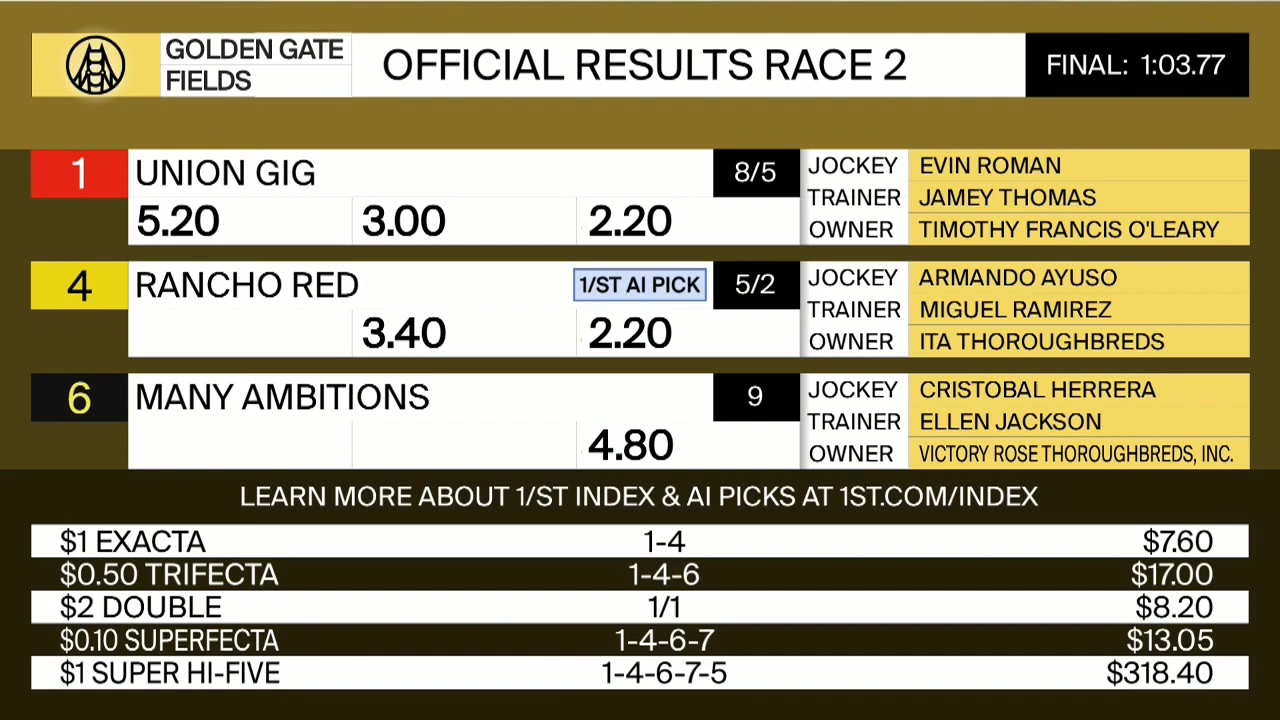 GOLDEN GATE
FIELDS
OFFICIAL RESULTS RACE 2
FINAL: 1:03.77
1 UNION GIG 8/5
5.20 3.00 2.20
JOCKEY EVIN ROMAN
TRAINER JAMEY THOMAS
OWNER TIMOTHY FRANCIS O'LEARY
4 RANCHO RED 1/ST AI PICK 5/2
3.40 2.20
JOCKEY ARMANDO AYUSO
TRAINER MIGUEL RAMIREZ
OWNER ITA THOROUGHBREDS
6 MANY AMBITIONS 9
4.80
JOCKEY CRISTOBAL HERRERA
TRAINER ELLEN JACKSON
OWNER VICTORY ROSE THOROUGHBREDS, INC.
LEARN MORE ABOUT 1/ST INDEX & AI PICKS AT 1ST.COM/INDEX
$1 EXACTA 1-4 $7.60
$0.50 TRIFECTA 1-4-6 $17.00
$2 DOUBLE 1/1 $8.20
$0.10 SUPERFECTA 1-4-6-7 $13.05
$1 SUPER HI-FIVE 1-4-6-7-5 $318.40